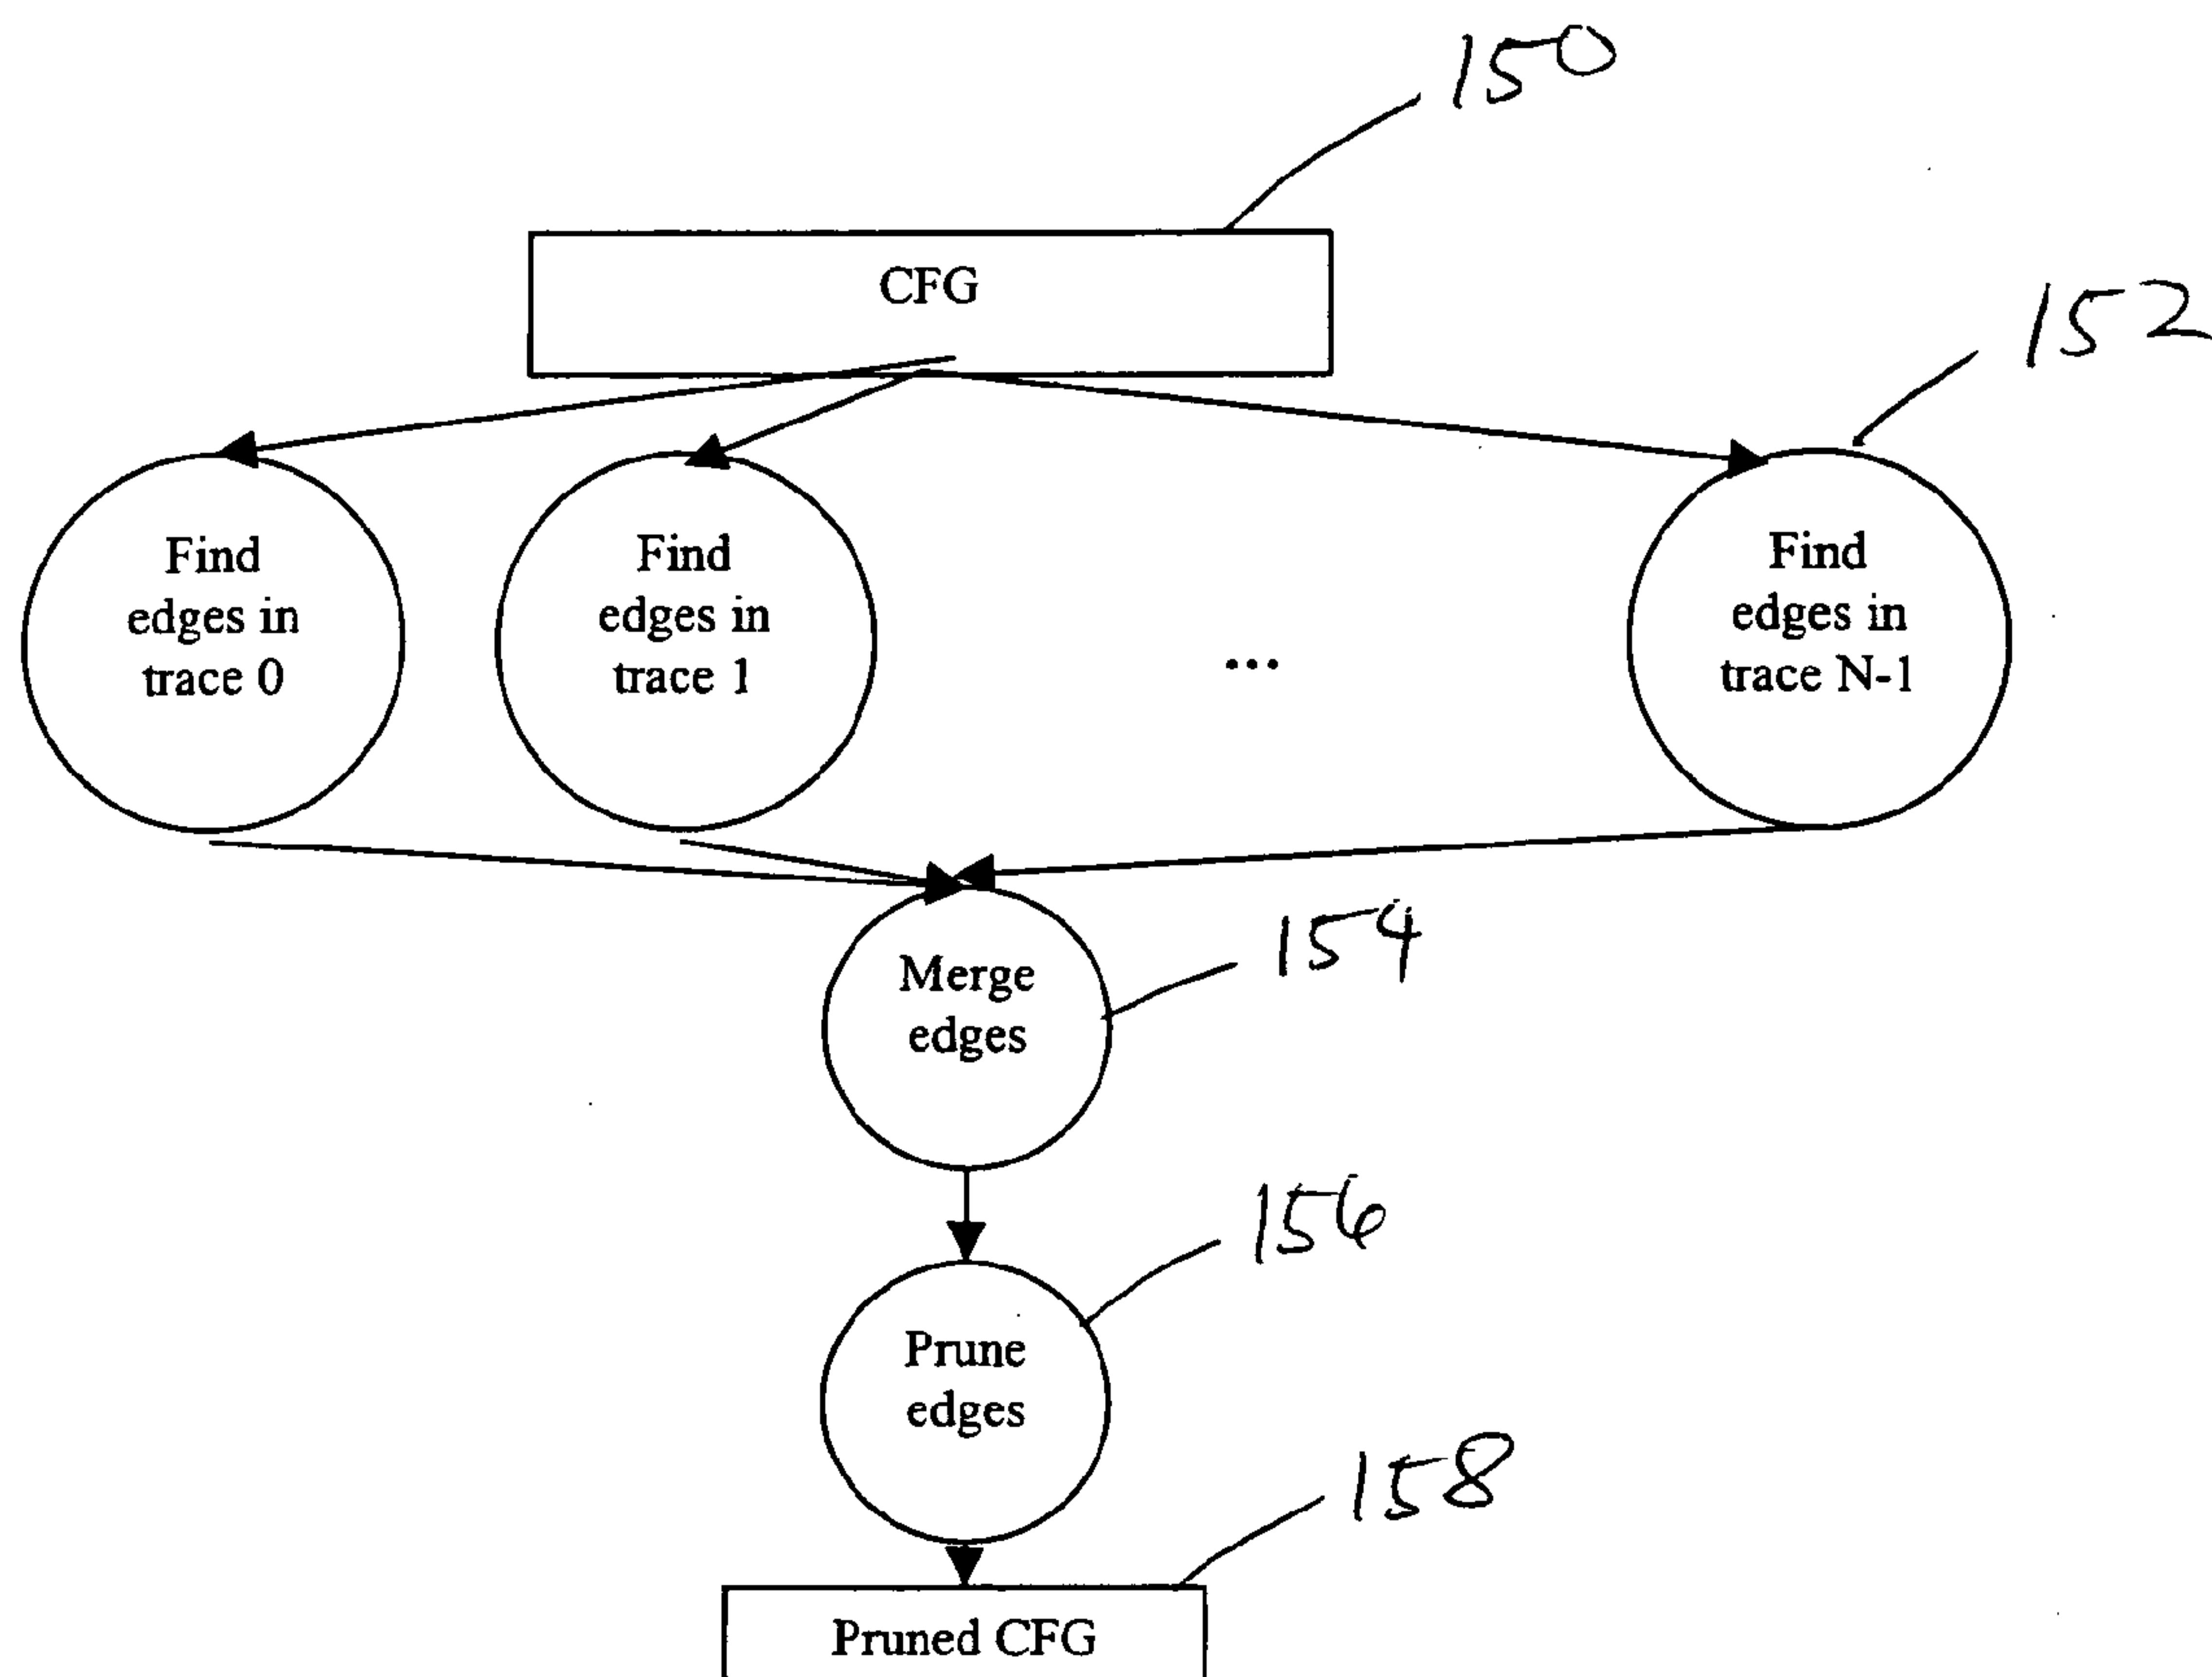 150
CFG
152
Find
edges in
trace 0
Find
edges in
trace 1
...
Find
edges in
trace N-1
154
Merge
edges
156
Prune
edges
158
Pruned CFG